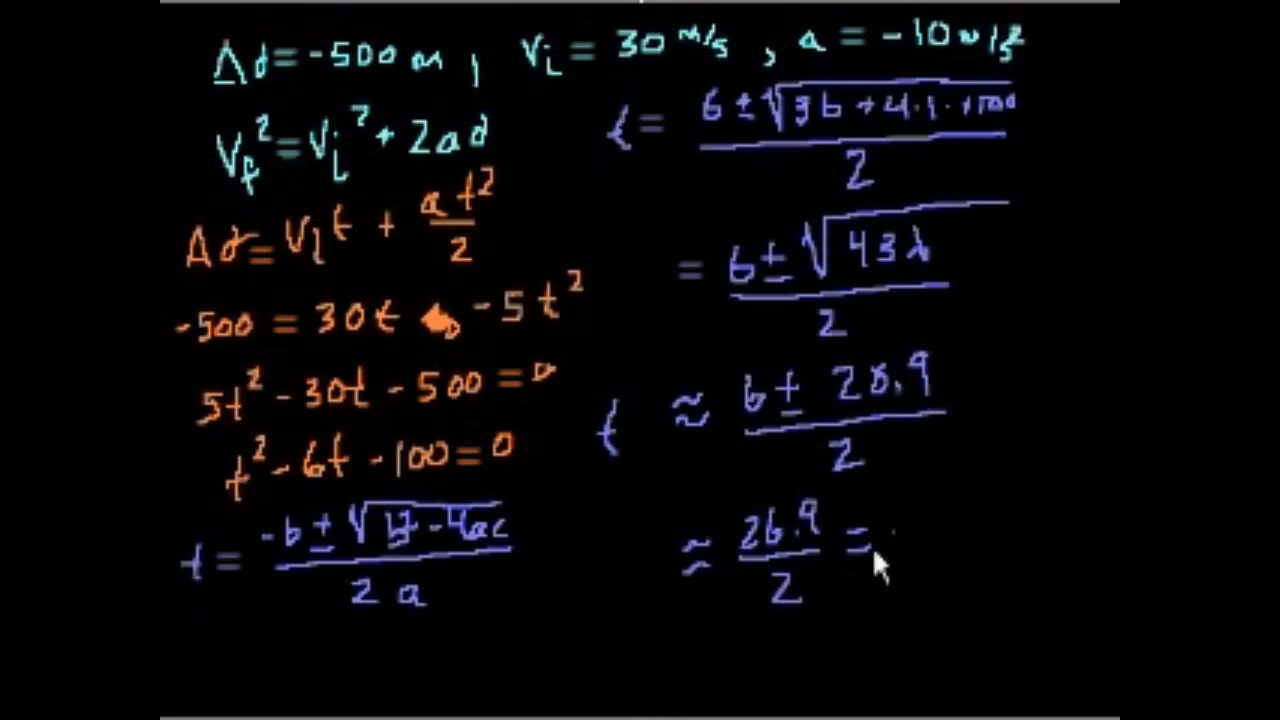 Δd = -500 m, Vi = 30 m/s, a = -10 m/s²
Vf² = Vi² + 2ad
Δd = Vit + at²/2
-500 = 30t -5t²
5t² - 30t - 500 = 0
t² - 6t - 100 = 0
t = (-b ± √(b² - 4ac))/(2a)
t = (6 ± √(36 + 4·1·100))/2
= (6 ± √436)/2
t ≈ (6 ± 20.9)/2
≈ 26.9/2 =